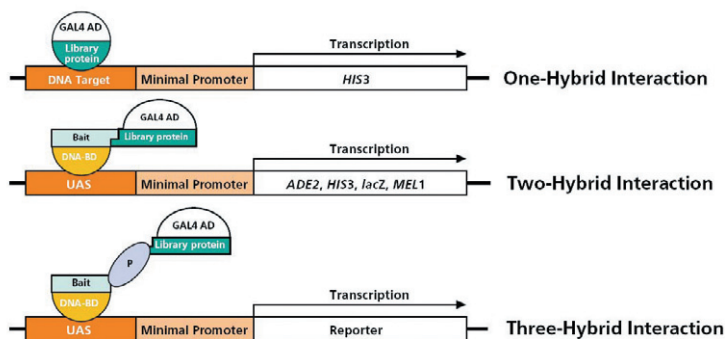 GAL4 AD
Library
protein
Transcription
DNA Target
Minimal Promoter
HIS3
One-Hybrid Interaction
GAL4 AD
Bait
Library protein
DNA-BD
Transcription
UAS
Minimal Promoter
ADE2, HIS3, lacZ, MEL1
Two-Hybrid Interaction
GAL4 AD
Library protein
P
Bait
DNA-BD
Transcription
UAS
Minimal Promoter
Reporter
Three-Hybrid Interaction